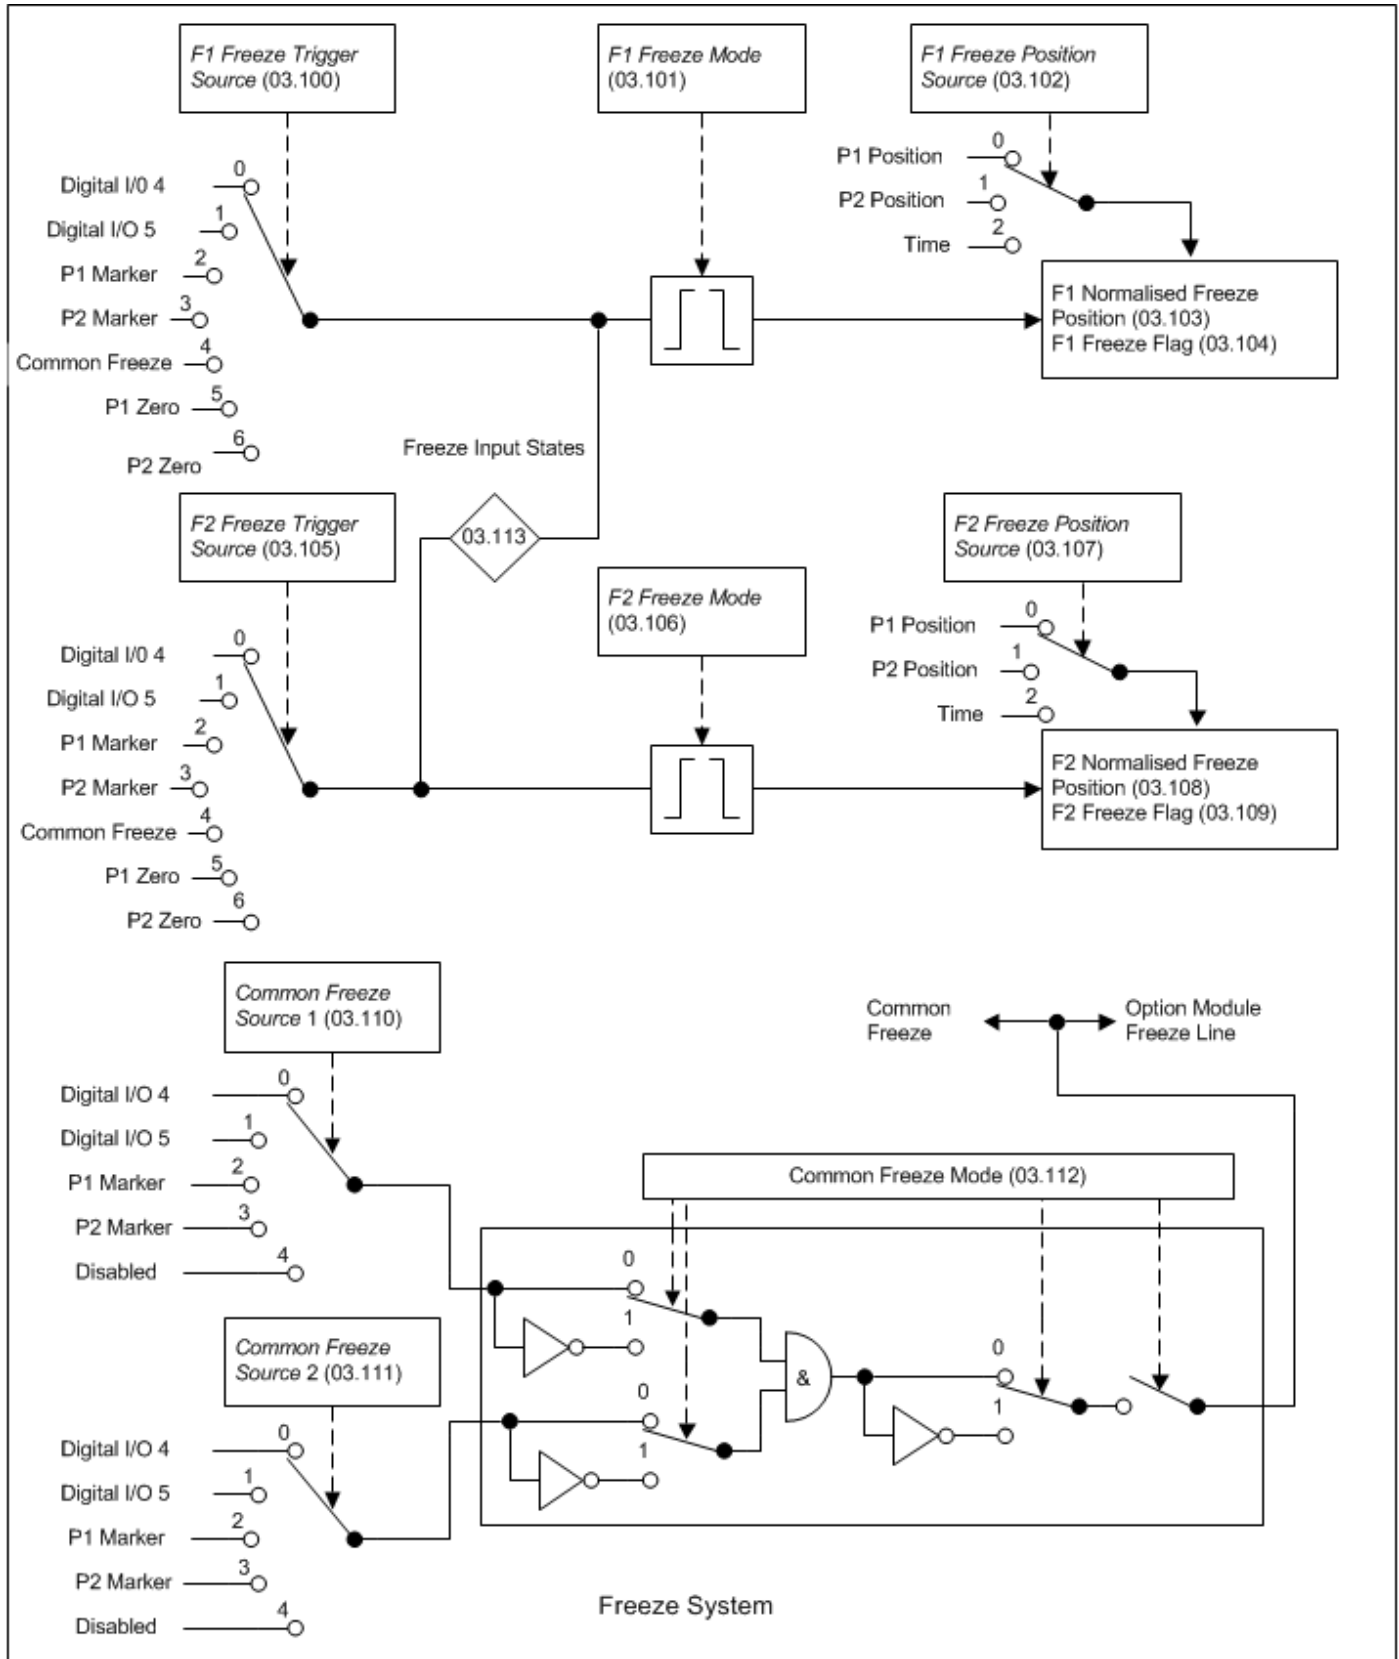 F1 Freeze Trigger
Source (03.100)
F1 Freeze Mode
(03.101)
F1 Freeze Position
Source (03.102)
0
Digital I/0 4
1
Digital I/O 5
2
P1 Marker
3
P2 Marker
4
Common Freeze
5
P1 Zero
6
P2 Zero
0
P1 Position
1
P2 Position
2
Time
F1 Normalised Freeze
Position (03.103)
F1 Freeze Flag (03.104)
Freeze Input States
03.113
F2 Freeze Trigger
Source (03.105)
F2 Freeze Mode
(03.106)
F2 Freeze Position
Source (03.107)
0
Digital I/0 4
1
Digital I/O 5
2
P1 Marker
3
P2 Marker
4
Common Freeze
5
P1 Zero
6
P2 Zero
0
P1 Position
1
P2 Position
2
Time
F2 Normalised Freeze
Position (03.108)
F2 Freeze Flag (03.109)
Common Freeze
Source 1 (03.110)
Common
Freeze
Option Module
Freeze Line
0
Digital I/O 4
1
Digital I/O 5
2
P1 Marker
3
P2 Marker
4
Disabled
Common Freeze Mode (03.112)
0
1
0
1
&
0
1
Common Freeze
Source 2 (03.111)
0
Digital I/O 4
1
Digital I/O 5
2
P1 Marker
3
P2 Marker
4
Disabled
Freeze System